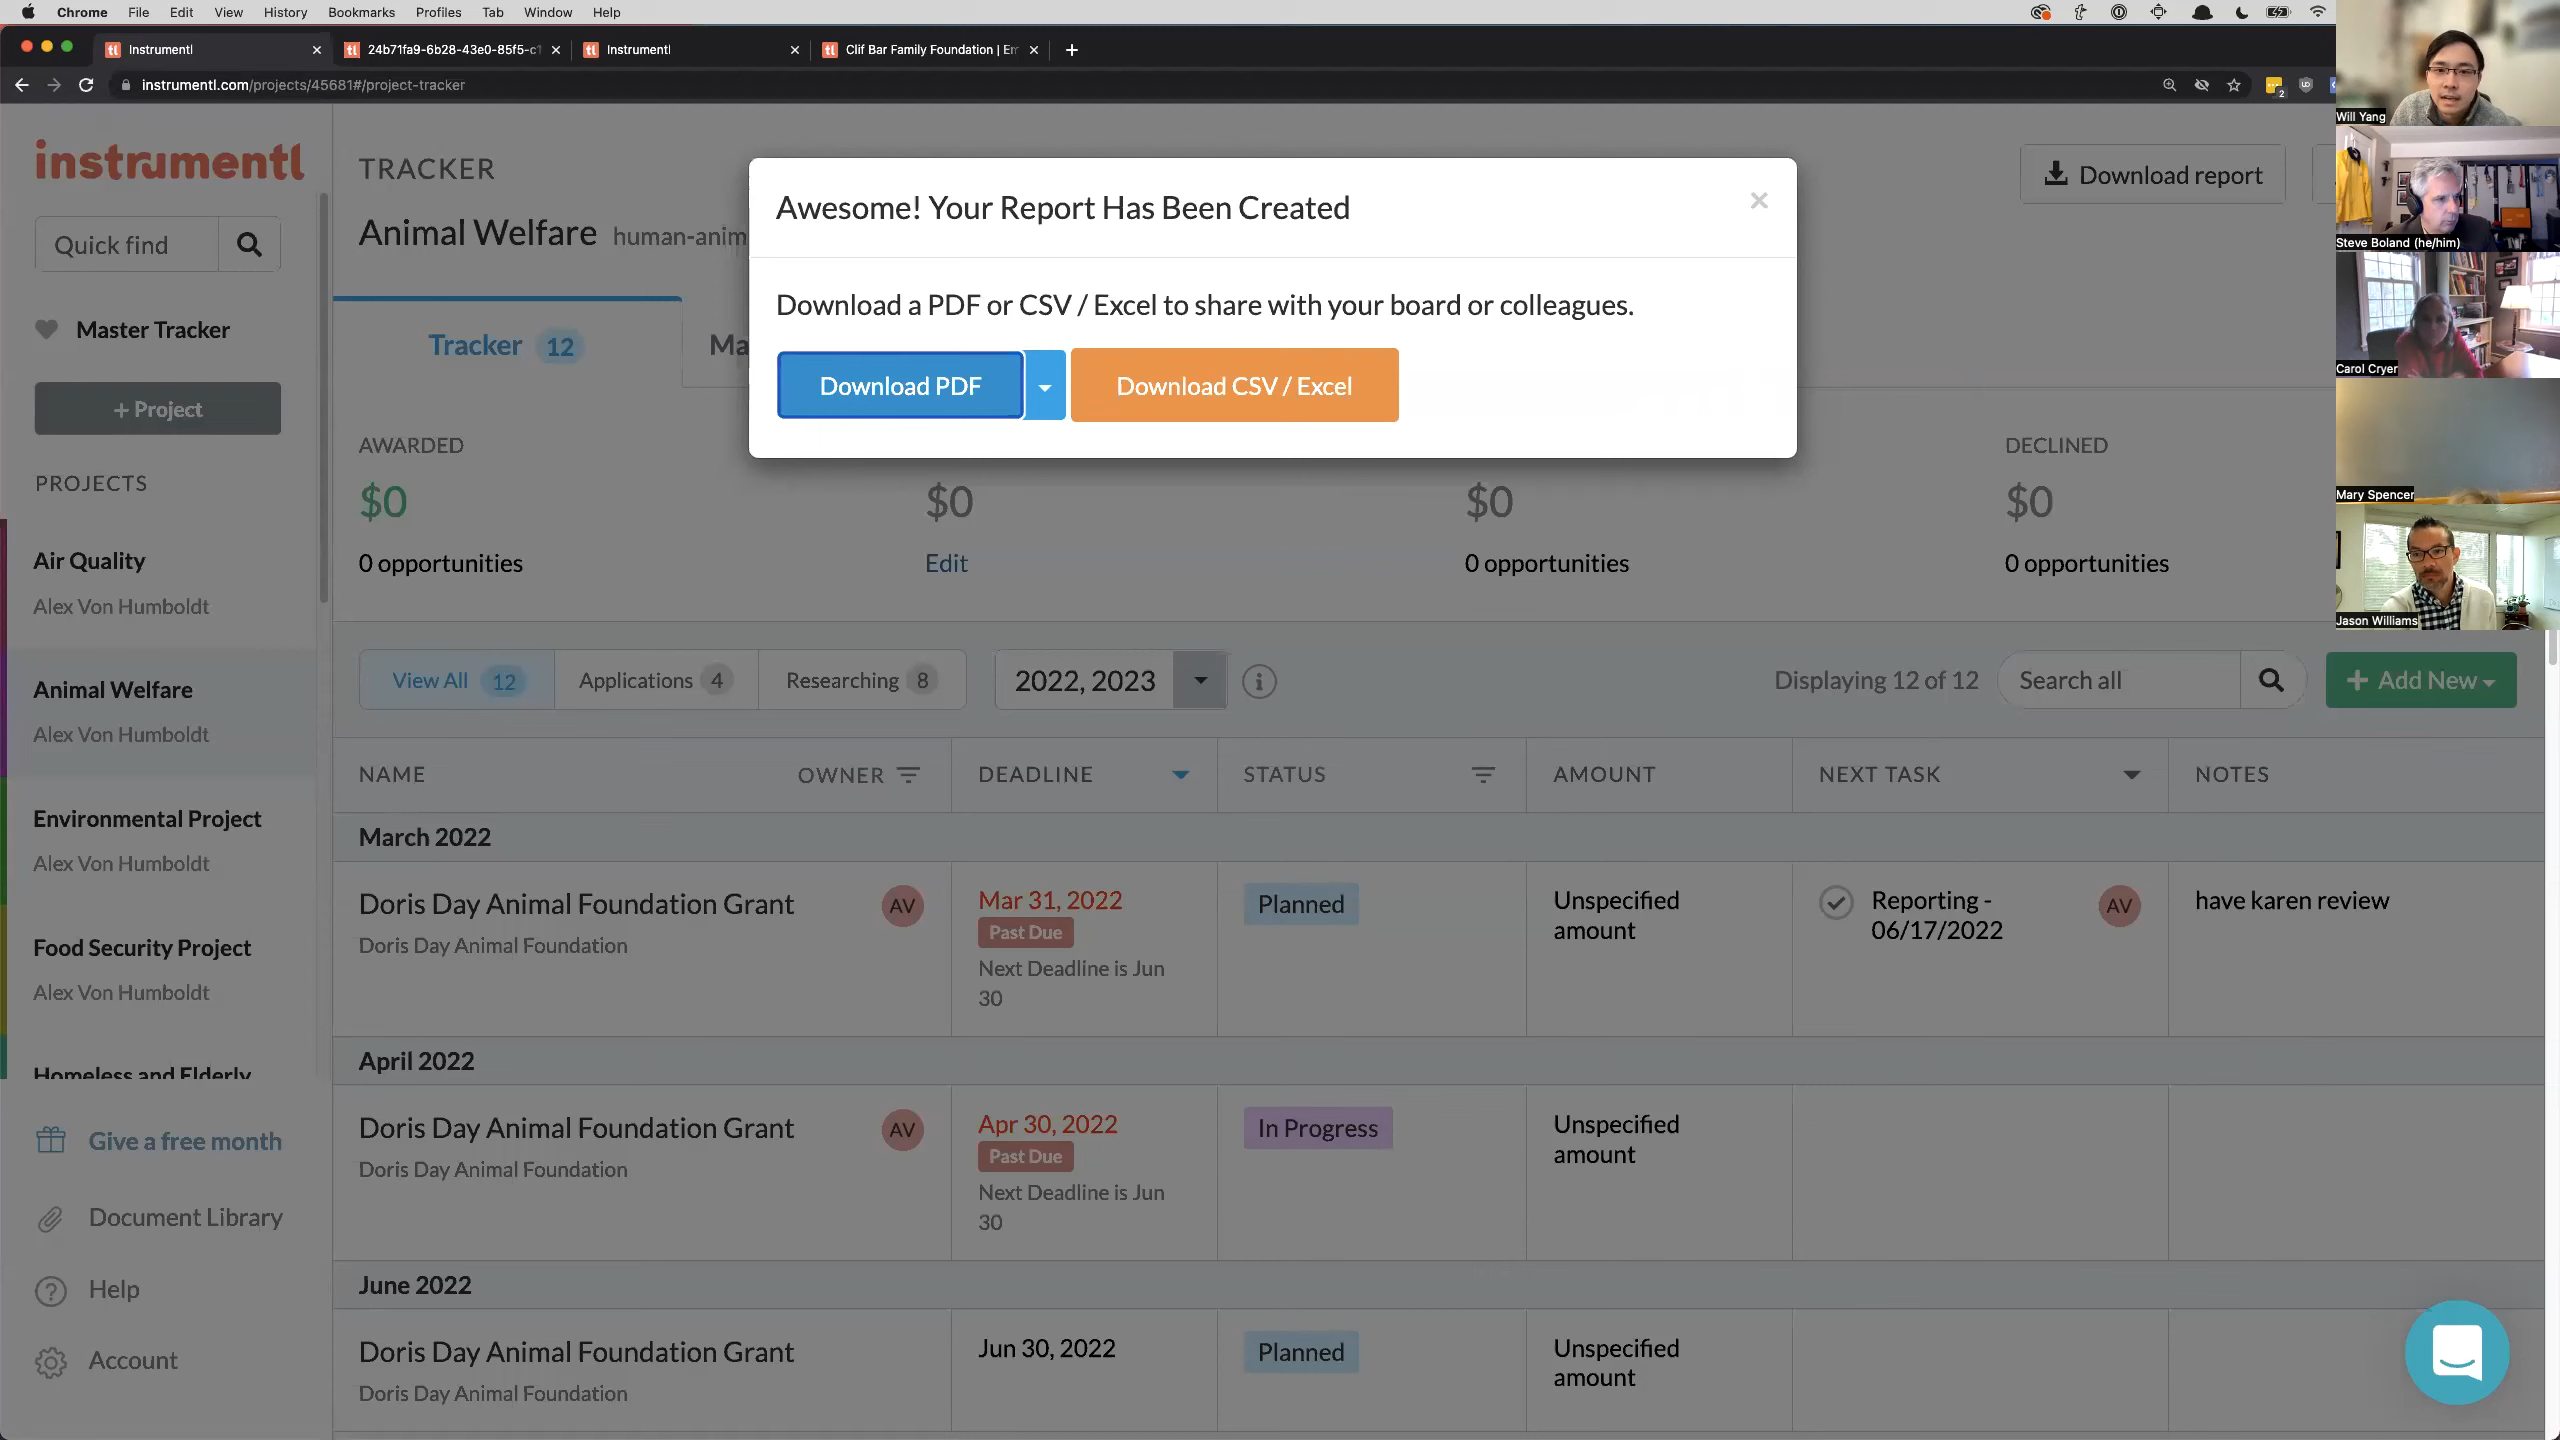 Chrome File Edit View History Bookmarks Profiles Tab Window Help
Instrumentl
24b71fa9-6b28-43e0-85f5-c1
Instrumentl
Clif Bar Family Foundation | Em
instrumentl.com/projects/45681#/project-tracker
2
instrumentl
Quick find
Master Tracker
+ Project
PROJECTS
Air Quality
Alex Von Humboldt
Animal Welfare
Alex Von Humboldt
Environmental Project
Alex Von Humboldt
Food Security Project
Alex Von Humboldt
Homeless and Elderly
Give a free month
Document Library
Help
Account
TRACKER
Animal Welfare human-anim
Download report
Tracker 12
Ma
Awesome! Your Report Has Been Created
×
Download a PDF or CSV / Excel to share with your board or colleagues.
Download PDF
Download CSV / Excel
AWARDED
$0
0 opportunities
$0
Edit
$0
0 opportunities
DECLINED
$0
0 opportunities
View All 12
Applications 4
Researching 8
2022, 2023
Displaying 12 of 12
Search all
+ Add New
NAME OWNER DEADLINE STATUS AMOUNT NEXT TASK NOTES
March 2022
Doris Day Animal Foundation Grant
Doris Day Animal Foundation
AV
Mar 31, 2022
Past Due
Next Deadline is Jun
30
Planned
Unspecified
amount
Reporting -
06/17/2022
AV
have karen review
April 2022
Doris Day Animal Foundation Grant
Doris Day Animal Foundation
AV
Apr 30, 2022
Past Due
Next Deadline is Jun
30
In Progress
Unspecified
amount
June 2022
Doris Day Animal Foundation Grant
Doris Day Animal Foundation
Jun 30, 2022
Planned
Unspecified
amount
Will Yang
Steve Boland (he/him)
Carol Cryer
Mary Spencer
Jason Williams